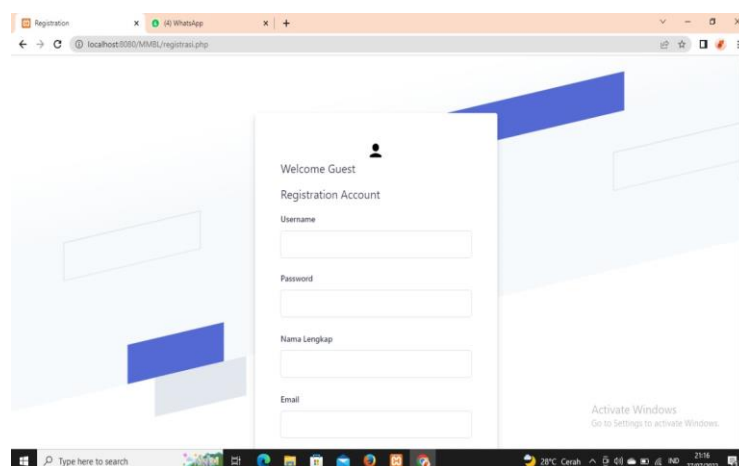 Registration
(4) WhatsApp
localhost:8080/MMBL/registrasi.php
Welcome Guest
Registration Account
Username
Password
Nama Lengkap
Email
Activate Windows
Go to Settings to activate Windows.
Type here to search
28°C Cerah
IND
21:16